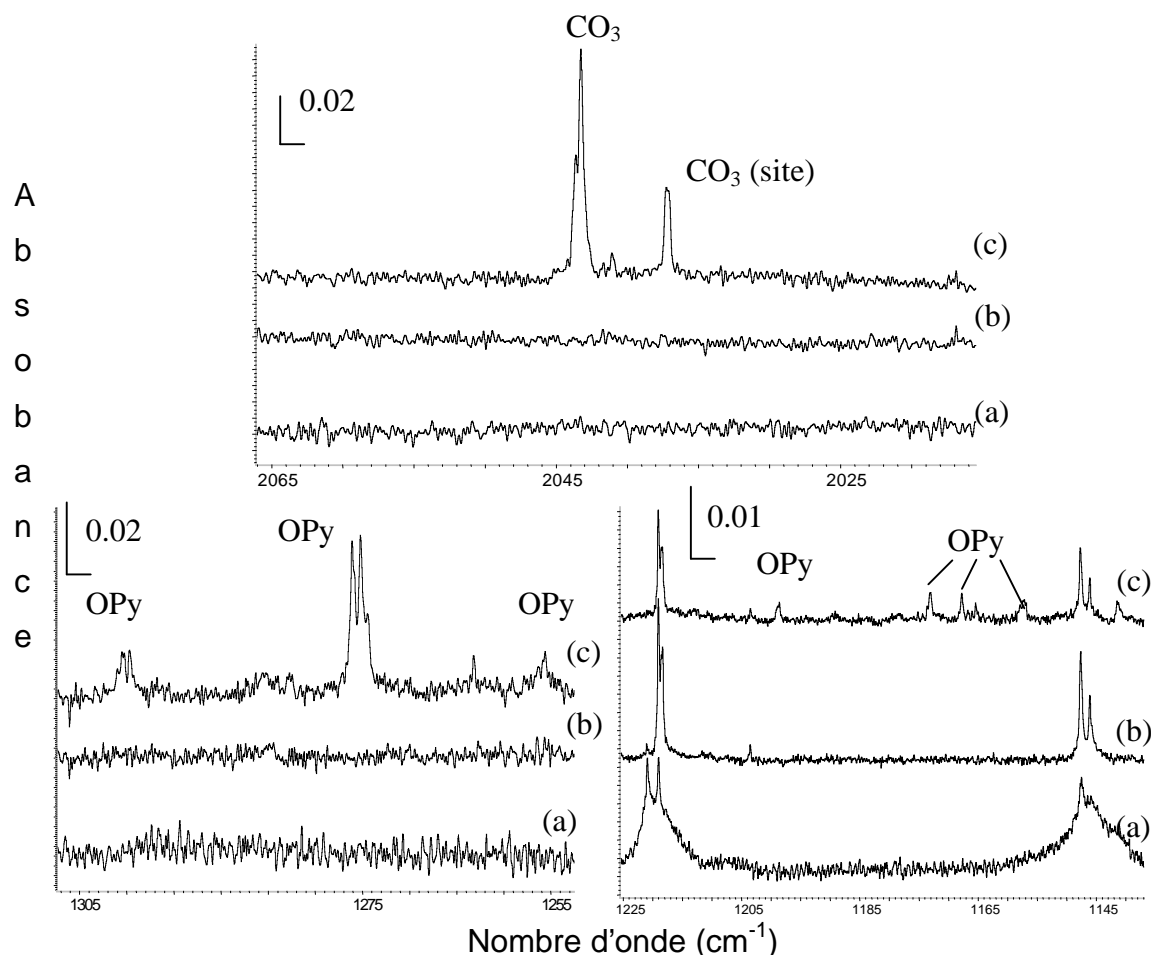 CO₃
0.02
CO₃ (site)
A
b
s
o
b
a
n
c
e
(c)
(b)
(a)
2065 2045 2025
0.02
OPy
OPy
OPy
(c)
(b)
(a)
1305 1275 1255
0.01
OPy
OPy
(c)
(b)
(a)
1225 1205 1185 1165 1145
Nombre d'onde (cm⁻¹)